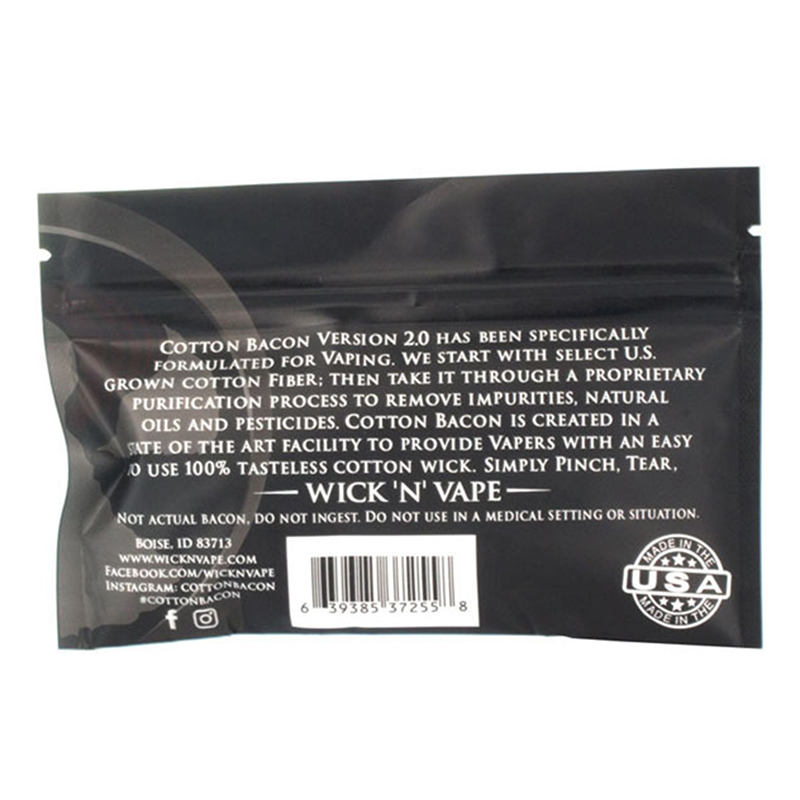 COTTON BACON VERSION 2.0 HAS BEEN SPECIFICALLY
FORMULATED FOR VAPING. WE START WITH SELECT U.S.
GROWN COTTON FIBER; THEN TAKE IT THROUGH A PROPRIETARY
PURIFICATION PROCESS TO REMOVE IMPURITIES, NATURAL
OILS AND PESTICIDES. COTTON BACON IS CREATED IN A
STATE OF THE ART FACILITY TO PROVIDE VAPERS WITH AN EASY
TO USE 100% TASTELESS COTTON WICK. SIMPLY PINCH, TEAR,
WICK 'N' VAPE
NOT ACTUAL BACON, DO NOT INGEST. DO NOT USE IN A MEDICAL SETTING OR SITUATION.
BOISE, ID 83713
WWW.WICKNVAPE.COM
FACEBOOK.COM/WICKNVAPE
INSTAGRAM: COTTONBACON
#COTTONBACON
6 39385 37255 8
MADE IN THE
USA
MADE IN THE